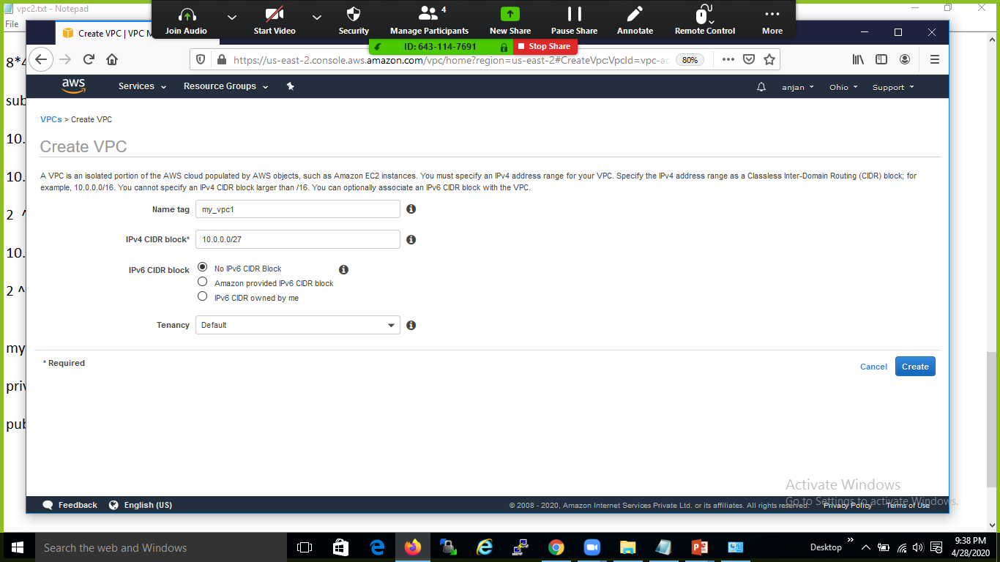 vpc2.txt - Notepad
File
Join Audio
Start Video
Security
4
Manage Participants
New Share
Pause Share
Annotate
Remote Control
More
ID: 643-114-7691
Stop Share
Create VPC | VPC M
https://us-east-2.console.aws.amazon.com/vpc/home?region=us-east-2#CreateVpc:VpcId=vpc-ad
80%
aws
Services
Resource Groups
anjan
Ohio
Support
8*4
sub
10.
10.
2 ^
10.
2 ^
my
priv
pub
VPCs > Create VPC
Create VPC
A VPC is an isolated portion of the AWS cloud populated by AWS objects, such as Amazon EC2 instances. You must specify an IPv4 address range for your VPC. Specify the IPv4 address range as a Classless Inter-Domain Routing (CIDR) block; for
example, 10.0.0.0/16. You cannot specify an IPv4 CIDR block larger than /16. You can optionally associate an IPv6 CIDR block with the VPC.
Name tag my_vpc1
IPv4 CIDR block* 10.0.0.0/27
IPv6 CIDR block No IPv6 CIDR Block
Amazon provided IPv6 CIDR block
IPv6 CIDR owned by me
Tenancy Default
* Required
Cancel Create
Activate Windows
Go to Settings to activate Windows.
Feedback English (US)
© 2008 - 2020, Amazon Internet Services Private Ltd. or its affiliates. All rights reserved. Privacy Policy Terms of Use
Search the web and Windows
Desktop
9:38 PM
4/28/2020